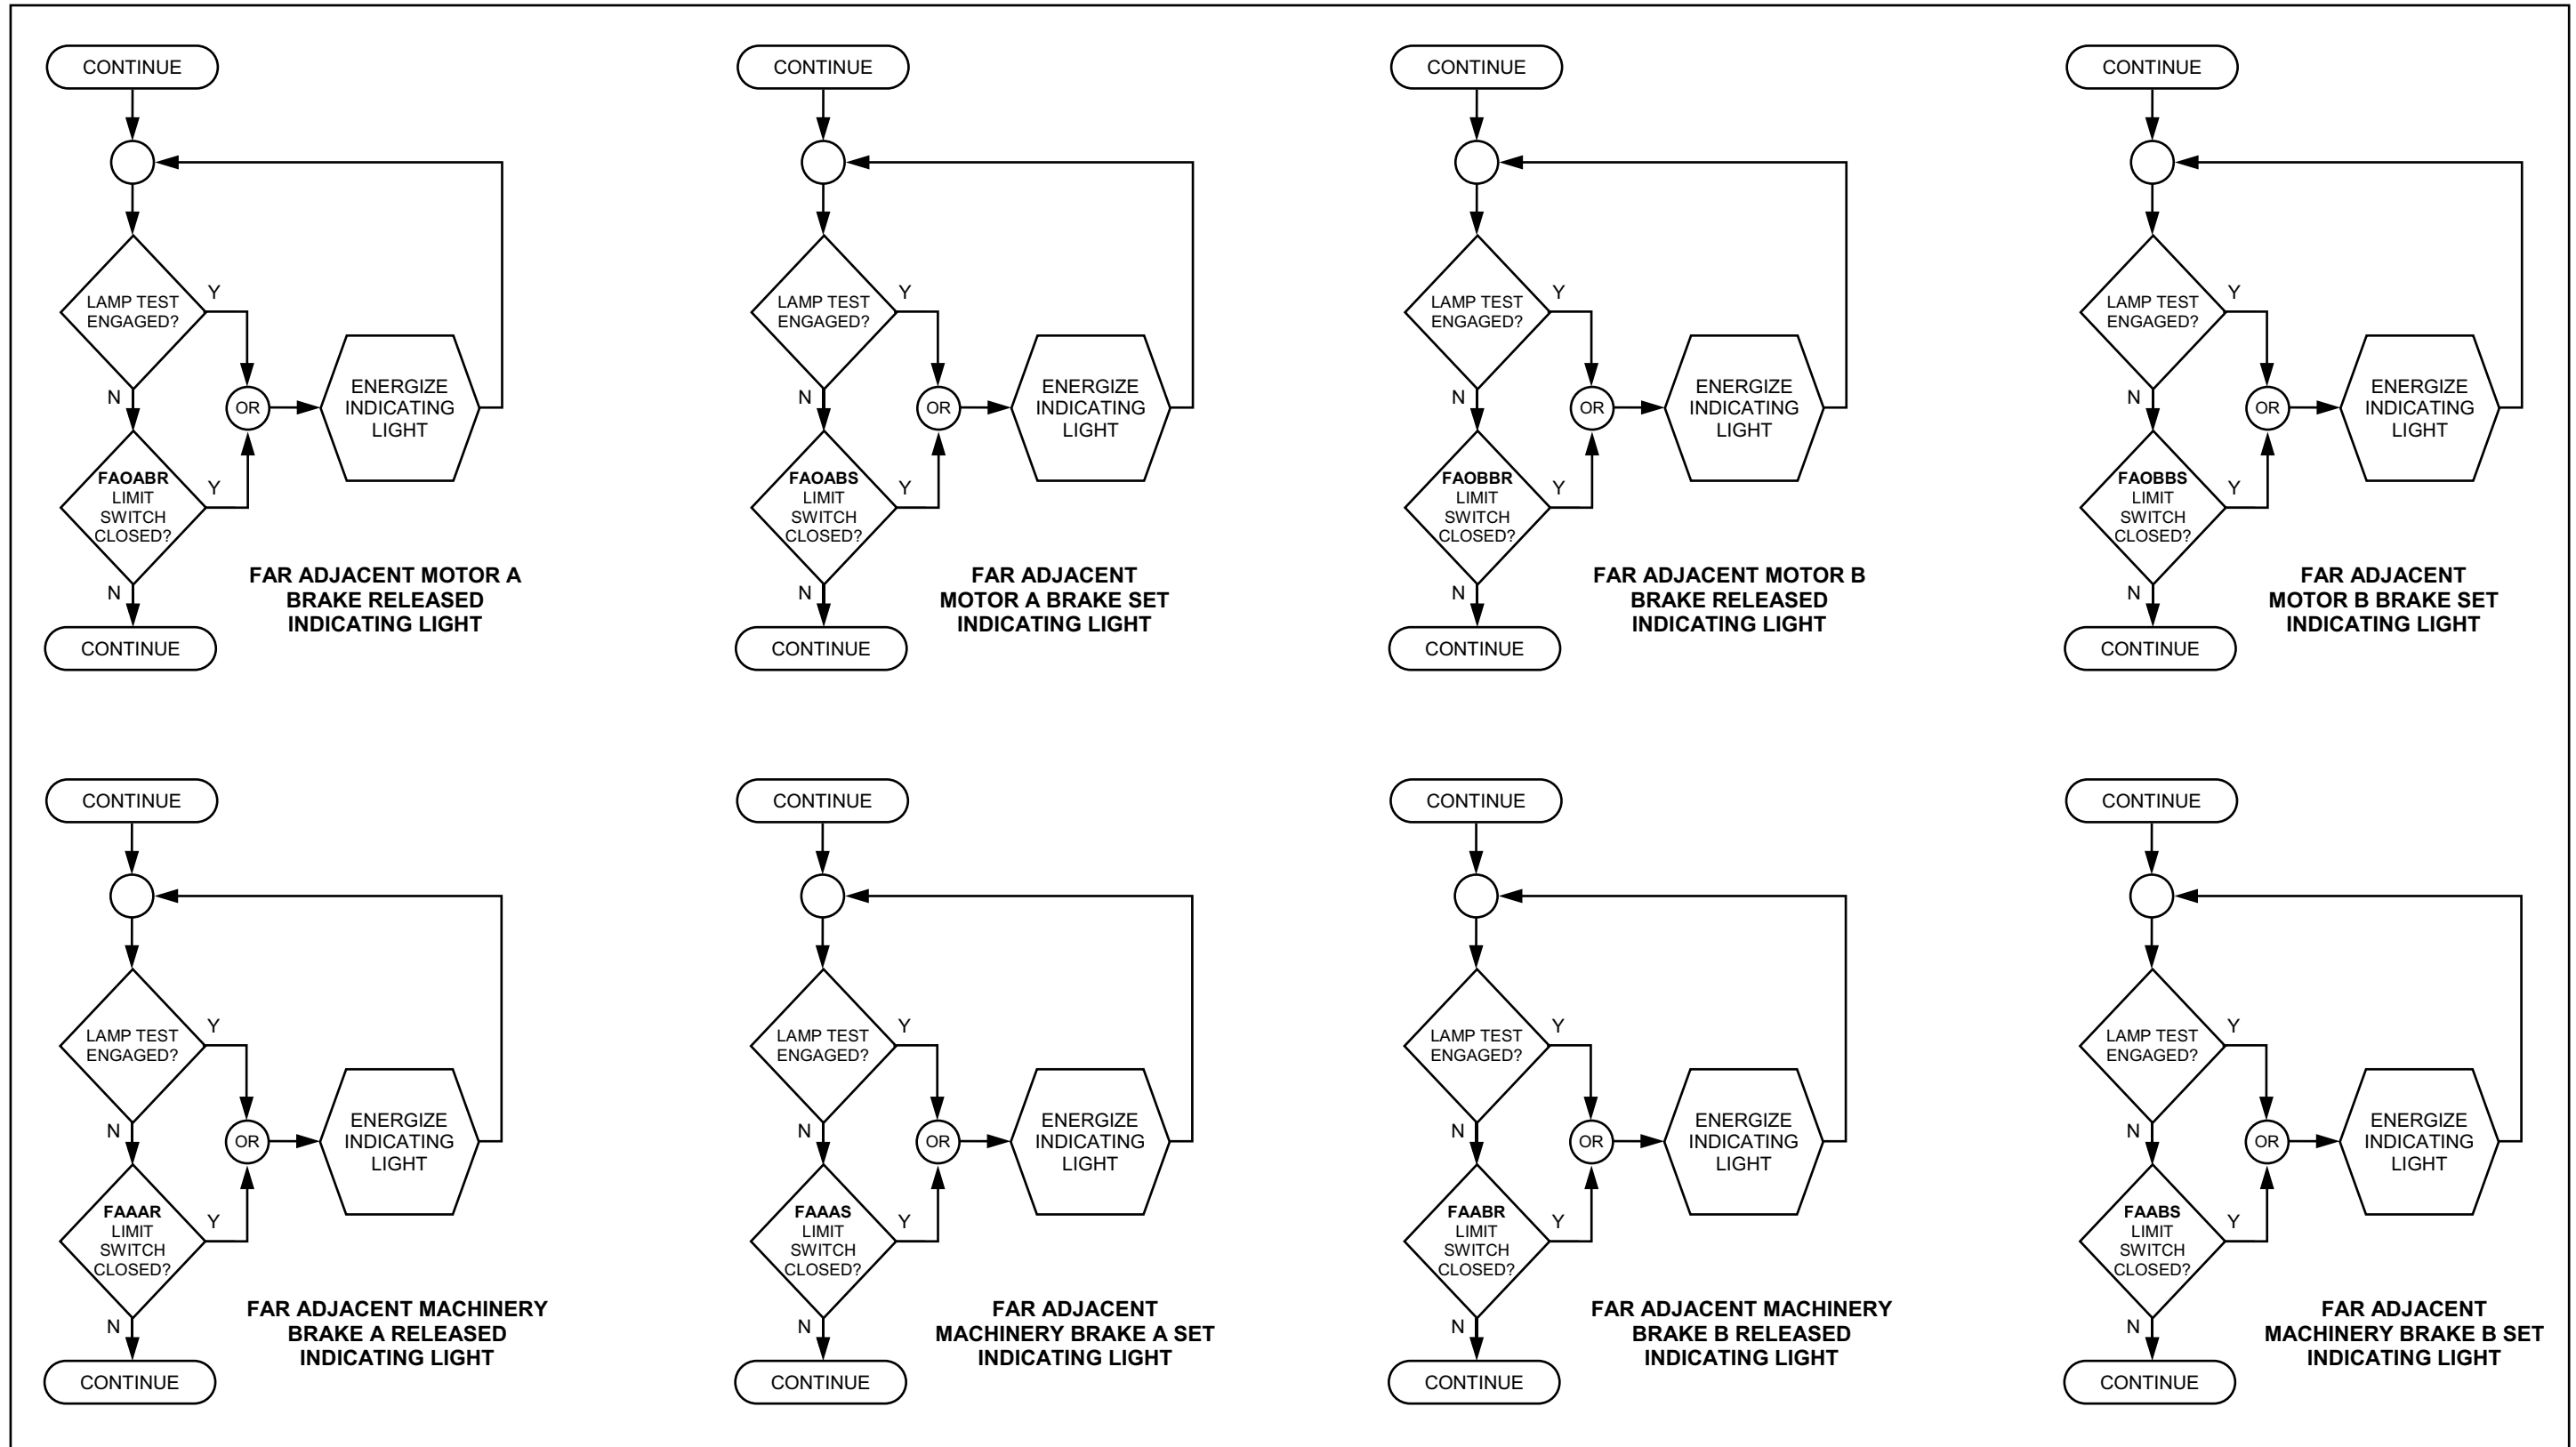 CONTINUE
LAMP TEST
ENGAGED?
Y
N
OR
ENERGIZE
INDICATING
LIGHT
FAOABR
LIMIT
SWITCH
CLOSED?
Y
N
CONTINUE
FAR ADJACENT MOTOR A
BRAKE RELEASED
INDICATING LIGHT
CONTINUE
LAMP TEST
ENGAGED?
Y
N
OR
ENERGIZE
INDICATING
LIGHT
FAOABS
LIMIT
SWITCH
CLOSED?
Y
N
CONTINUE
FAR ADJACENT
MOTOR A BRAKE SET
INDICATING LIGHT
CONTINUE
LAMP TEST
ENGAGED?
Y
N
OR
ENERGIZE
INDICATING
LIGHT
FAOBBR
LIMIT
SWITCH
CLOSED?
Y
N
CONTINUE
FAR ADJACENT MOTOR B
BRAKE RELEASED
INDICATING LIGHT
CONTINUE
LAMP TEST
ENGAGED?
Y
N
OR
ENERGIZE
INDICATING
LIGHT
FAOBBS
LIMIT
SWITCH
CLOSED?
Y
N
CONTINUE
FAR ADJACENT
MOTOR B BRAKE SET
INDICATING LIGHT
CONTINUE
LAMP TEST
ENGAGED?
Y
N
OR
ENERGIZE
INDICATING
LIGHT
FAAAR
LIMIT
SWITCH
CLOSED?
Y
N
CONTINUE
FAR ADJACENT MACHINERY
BRAKE A RELEASED
INDICATING LIGHT
CONTINUE
LAMP TEST
ENGAGED?
Y
N
OR
ENERGIZE
INDICATING
LIGHT
FAAAS
LIMIT
SWITCH
CLOSED?
Y
N
CONTINUE
FAR ADJACENT
MACHINERY BRAKE A SET
INDICATING LIGHT
CONTINUE
LAMP TEST
ENGAGED?
Y
N
OR
ENERGIZE
INDICATING
LIGHT
FAABR
LIMIT
SWITCH
CLOSED?
Y
N
CONTINUE
FAR ADJACENT MACHINERY
BRAKE B RELEASED
INDICATING LIGHT
CONTINUE
LAMP TEST
ENGAGED?
Y
N
OR
ENERGIZE
INDICATING
LIGHT
FAABS
LIMIT
SWITCH
CLOSED?
Y
N
CONTINUE
FAR ADJACENT
MACHINERY BRAKE B SET
INDICATING LIGHT